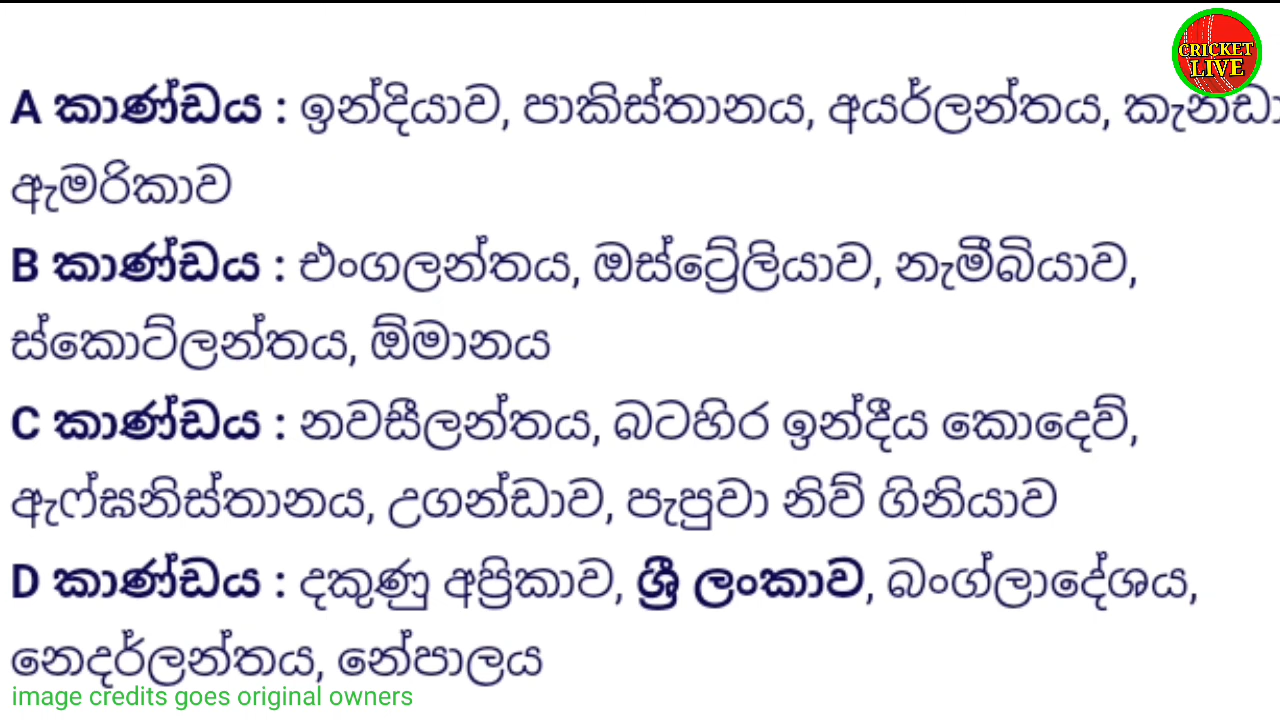 CRICKET
LIVE
A කාණ්ඩය : ඉන්දියාව, පාකිස්තානය, අයර්ලන්තය,
ඇමරිකාව
B කාණ්ඩය : එංගලන්තය, ඔස්ට්‍රේලියාව, නැමීබියාව,
ස්කොට්ලන්තය, ඕමානය
C කාණ්ඩය : නවසීලන්තය, බටහිර ඉන්දීය කොදෙව්,
ඇෆ්ඝනිස්තානය, උගන්ඩාව, පැපුවා නිව් ගිනියාව
D කාණ්ඩය : දකුණු අප්‍රිකාව, ශ්‍රී ලංකාව, බංග්ලාදේශය,
නෙදර්ලන්තය, නේපාලය
image credits goes original owners